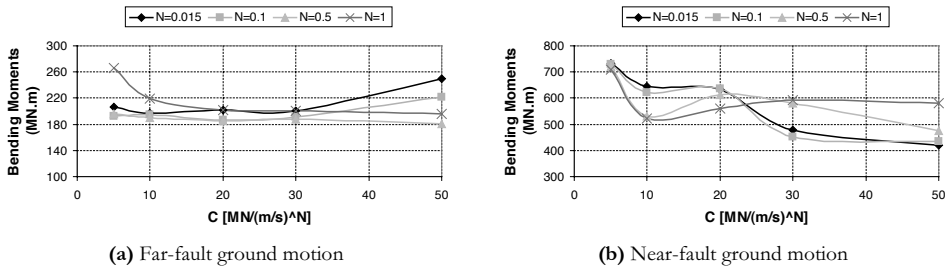 N=0.015 N=0.1 N=0.5 N=1
300
260
220
180
140
100
0 10 20 30 40 50
Bending Moments
(MN.m)
C [MN/(m/s)^N]
(a) Far-fault ground motion
N=0.015 N=0.1 N=0.5 N=1
800
700
600
500
400
300
0 10 20 30 40 50
Bending Moments
(MN.m)
C [MN/(m/s)^N]
(b) Near-fault ground motion